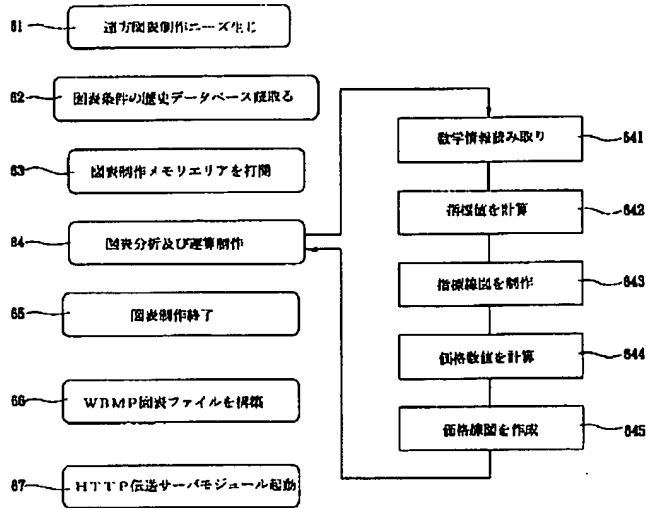 61 遠方図表制作ニーズ生じ
62 図表条件の歴史データベース読取る
63 図表制作メモリエリアを打開
64 図表分析及び運算制作
65 図表制作終了
66 WBMP図表ファイルを構築
67 HTTP伝送サーバモジュール起動
数学情報読み取り 641
指標値を計算 642
指標線図を制作 643
価格数値を計算 644
価格線図を作成 645